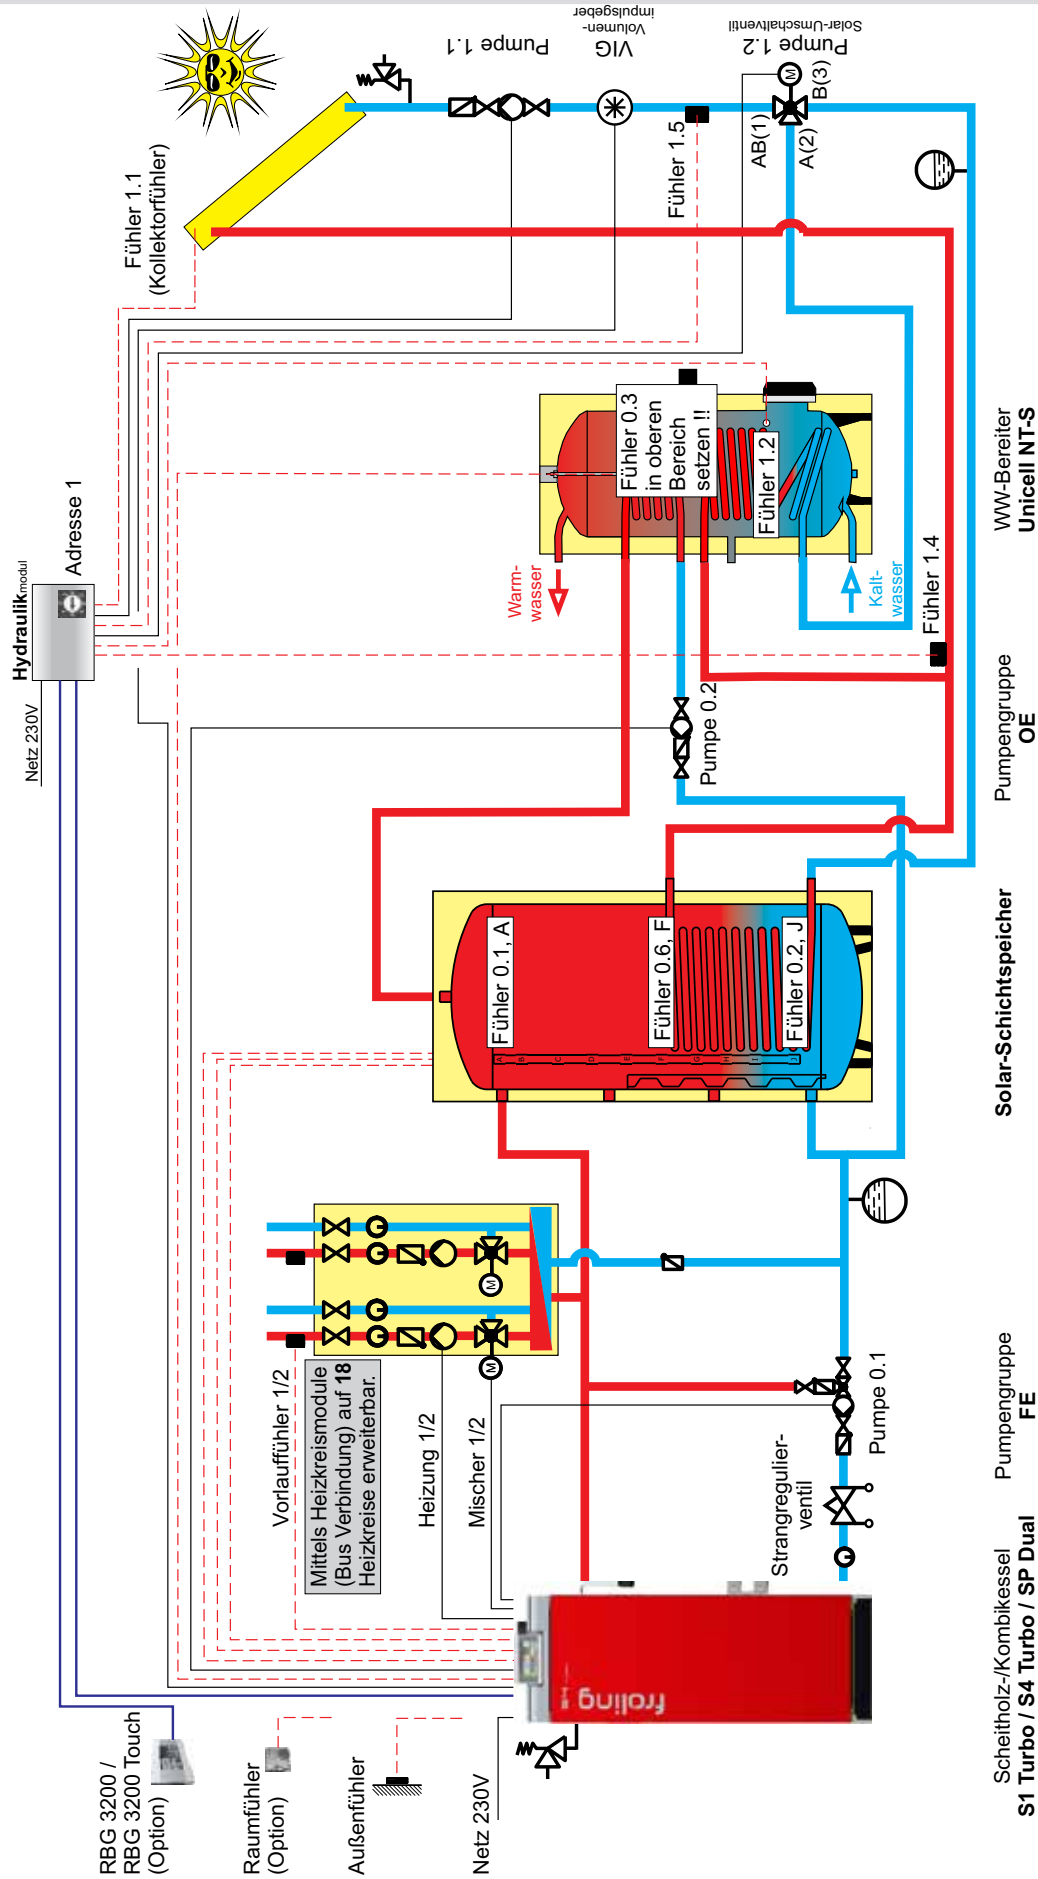 RBG 3200 /
RBG 3200 Touch
(Option)
Raumfühler
(Option)
Außenfühler
Netz 230V
Netz 230V
Hydraulikmodul
Adresse 1
Fühler 1.1
(Kollektorfühler)
Pumpe 1.1
VIG
Volumen-
impulsgeber
Pumpe 1.2
Solar-Umschaltventil
M
B(3)
AB(1)
A(2)
Fühler 1.5
Vorlauffühler 1/2
Mittels Heizkreismodule
(Bus Verbindung) auf 18
Heizkreise erweiterbar.
Heizung 1/2
Mischer 1/2
M
M
Strangregulier-
ventil
Pumpe 0.1
froling
Fühler 0.1, A
Fühler 0.6, F
Fühler 0.2, J
A
B
C
D
E
F
G
H
I
J
Pumpe 0.2
Warm-
wasser
Kalt-
wasser
Fühler 0.3
in oberen
Bereich
setzen !!
Fühler 1.2
Fühler 1.4
Scheitholz-/Kombikessel
S1 Turbo / S4 Turbo / SP Dual
Pumpengruppe
FE
Solar-Schichtspeicher
Pumpengruppe
OE
WW-Bereiter
Unicell NT-S